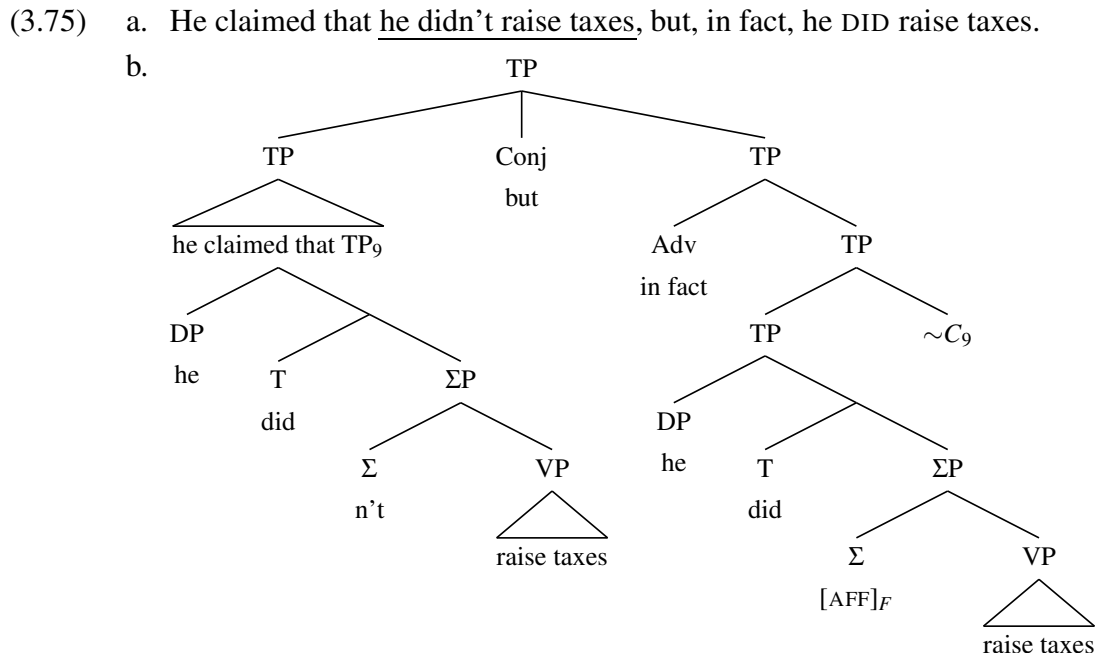 (3.75) a. He claimed that he didn't raise taxes, but, in fact, he DID raise taxes.
b. TP
TP Conj TP
but
he claimed that TP₉ Adv TP
in fact
DP TP ∼C₉
he T ΣP
did DP
Σ VP he T ΣP
n't did
raise taxes Σ VP
[AFF]F
raise taxes